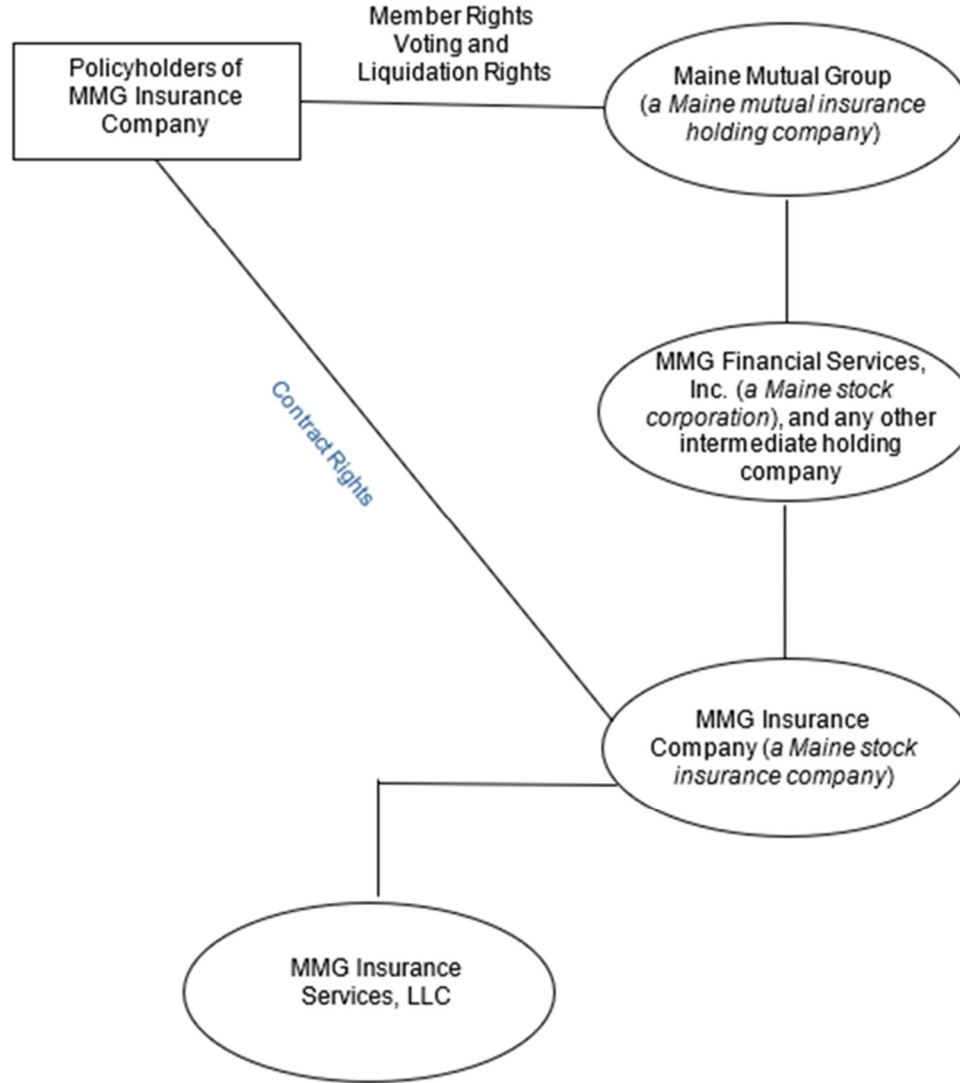 Member Rights
Voting and
Liquidation Rights
Policyholders of
MMG Insurance
Company
Maine Mutual Group
(a Maine mutual insurance
holding company)
MMG Financial Services,
Inc. (a Maine stock
corporation), and any other
intermediate holding
company
Contract Rights
MMG Insurance
Company (a Maine stock
insurance company)
MMG Insurance
Services, LLC